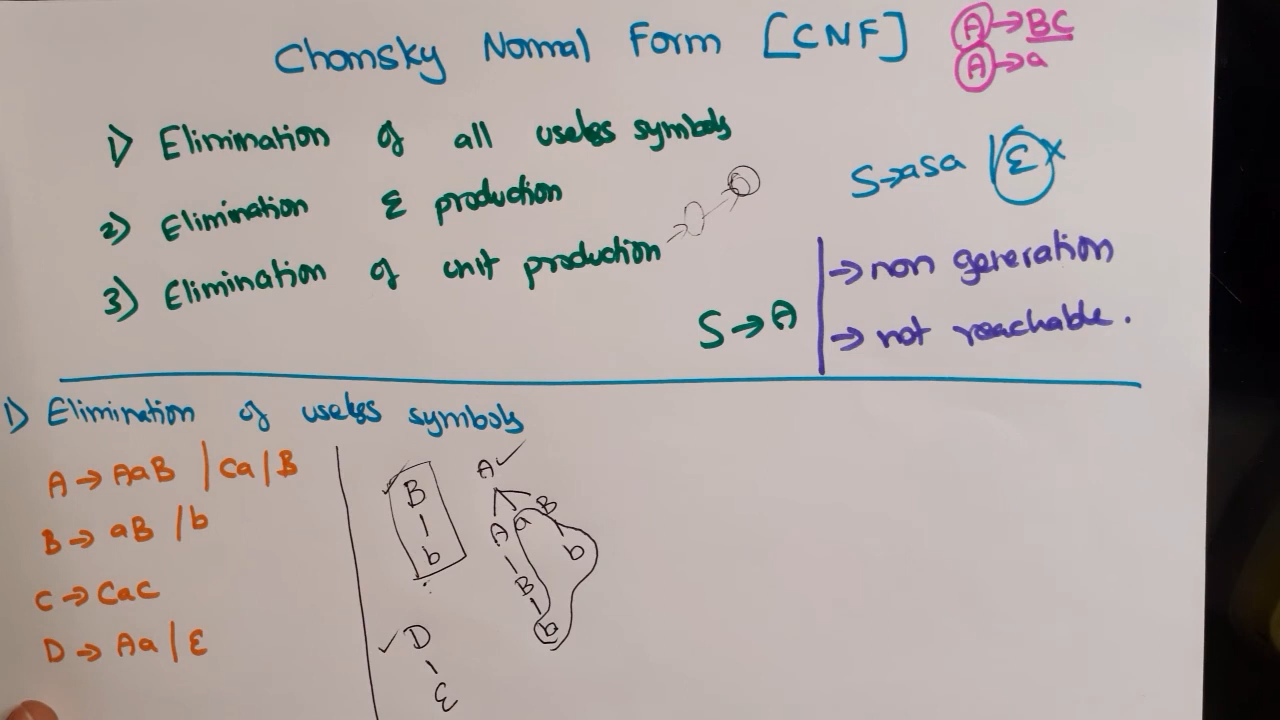 Chomsky Normal Form [CNF]
A → BC
A → a
1) Elimination of all useless symbols
2) Elimination ε production
3) Elimination of unit production
S → aSa | ε x
S → A
→ non generation
→ not reachable.
1) Elimination of useless symbols
A → AaB | Ca | B
B → aB / b
C → CaC
D → Aa | ε
B
b
D
ε
A
A a B
B b
b